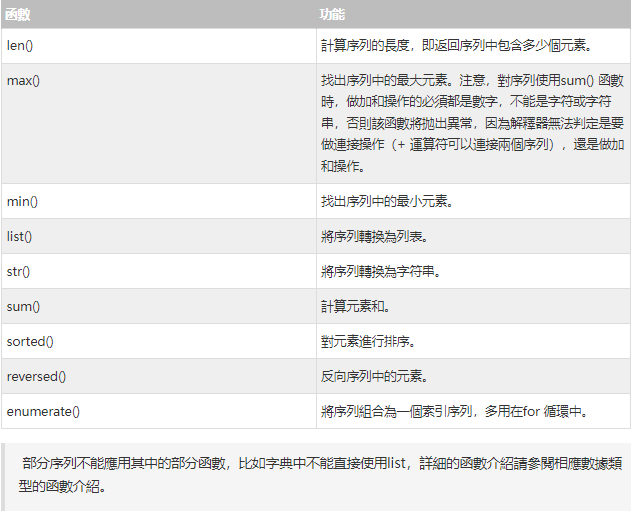 函數 功能
len() 計算序列的長度，即返回序列中包含多少個元素。
max() 找出序列中的最大元素。注意，對序列使用sum() 函數
時，做加和操作的必須都是數字，不能是字符或字符
串，否則該函數將拋出異常，因為解釋器無法判定是要
做連接操作（+ 運算符可以連接兩個序列），還是做加
和操作。
min() 找出序列中的最小元素。
list() 將序列轉換為列表。
str() 將序列轉換為字符串。
sum() 計算元素和。
sorted() 對元素進行排序。
reversed() 反向序列中的元素。
enumerate() 將序列組合為一個索引序列，多用在for 循環中。
部分序列不能應用其中的部分函數，比如字典中不能直接使用list，詳細的函數介紹請參閱相應數據類
型的函數介紹。